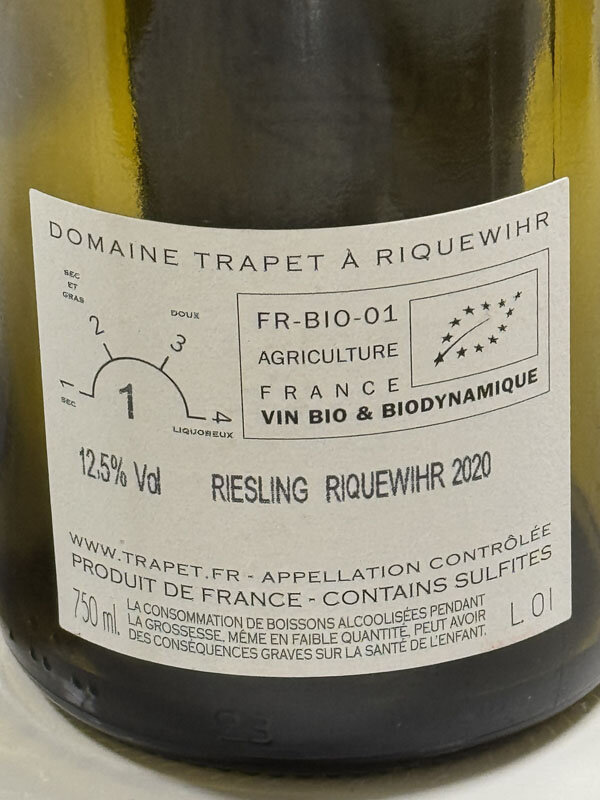 DOMAINE TRAPET À RIQUEWIHR
SEC
ET
GRAS
DOUX
2
3
1
SEC
1
4
LIQUOREUX
FR-BIO-01
AGRICULTURE
FRANCE
VIN BIO & BIODYNAMIQUE
12,5% Vol
RIESLING RIQUEWIHR 2020
WWW.TRAPET.FR - APPELLATION CONTRÔLÉE
PRODUIT DE FRANCE - CONTAINS SULFITES
750 ml.
LA CONSOMMATION DE BOISSONS ALCOOLISÉES PENDANT
LA GROSSESSE, MÊME EN FAIBLE QUANTITÉ, PEUT AVOIR
DES CONSÉQUENCES GRAVES SUR LA SANTÉ DE L'ENFANT.
L 01
23